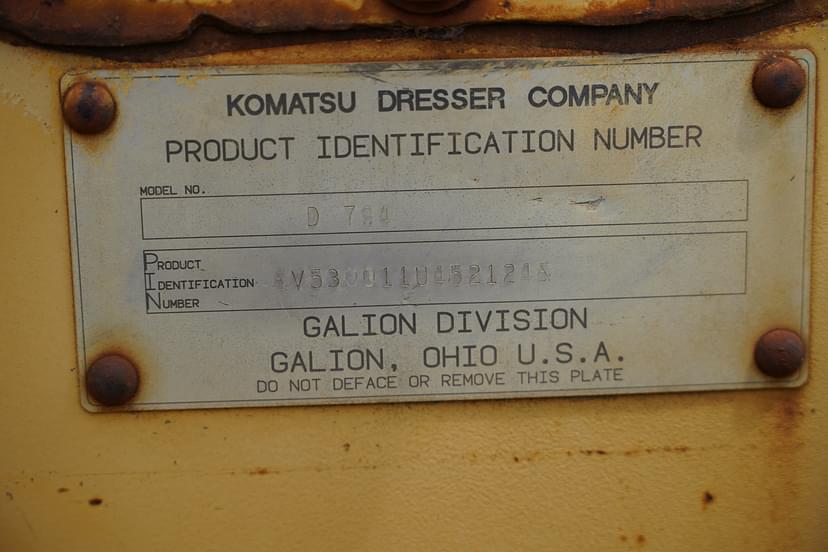 KOMATSU DRESSER COMPANY
PRODUCT IDENTIFICATION NUMBER
MODEL NO.
D
PRODUCT
IDENTIFICATION
NUMBER
GALION DIVISION
GALION, OHIO U.S.A.
DO NOT DEFACE OR REMOVE THIS PLATE